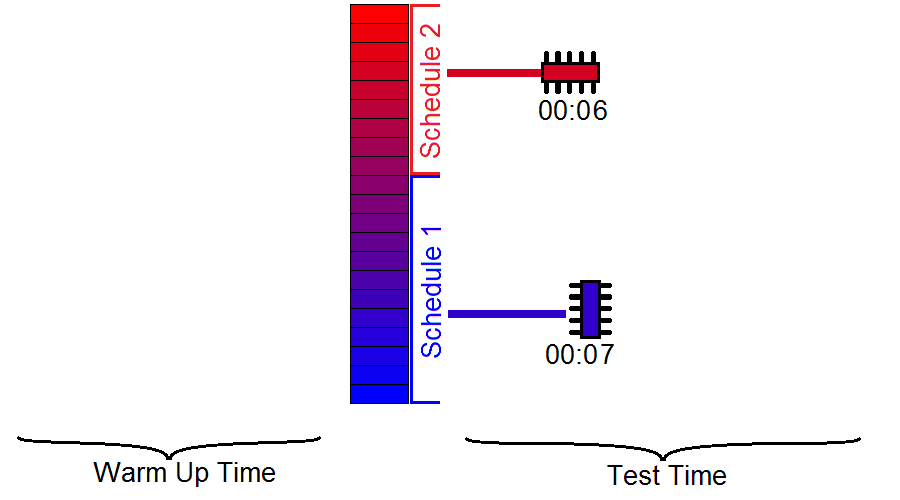 Schedule 2
00:06
Schedule 1
00:07
Warm Up Time
Test Time